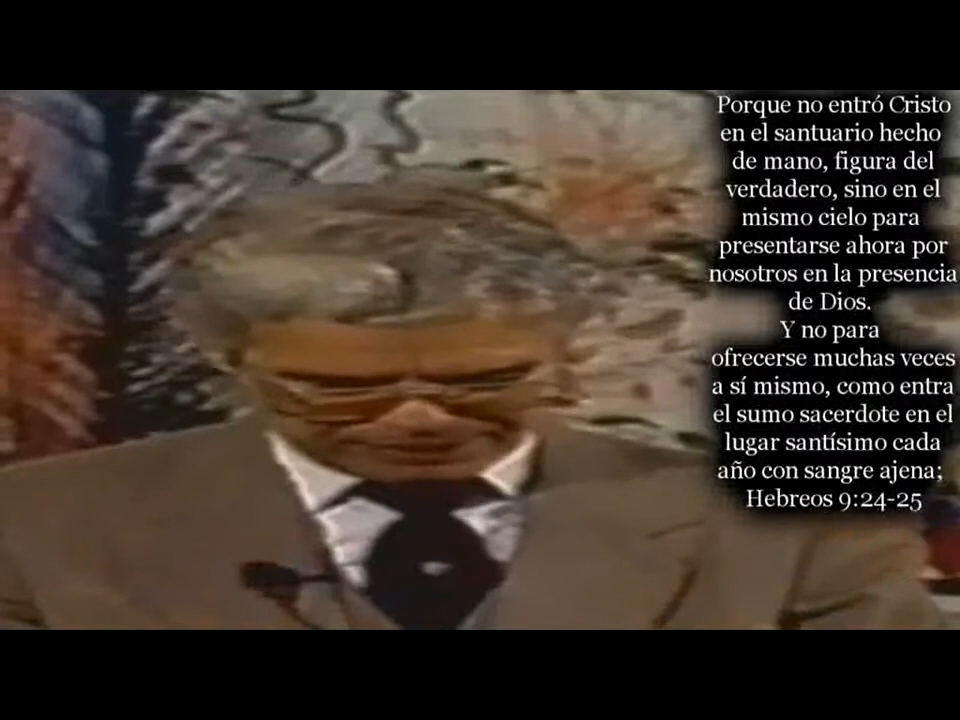 Porque no entró Cristo
en el santuario hecho
de mano, figura del
verdadero, sino en el
mismo cielo para
presentarse ahora por
nosotros en la presencia
de Dios.
Y no para
ofrecerse muchas veces
a sí mismo, como entra
el sumo sacerdote en el
lugar santísimo cada
año con sangre ajena;
Hebreos 9:24-25